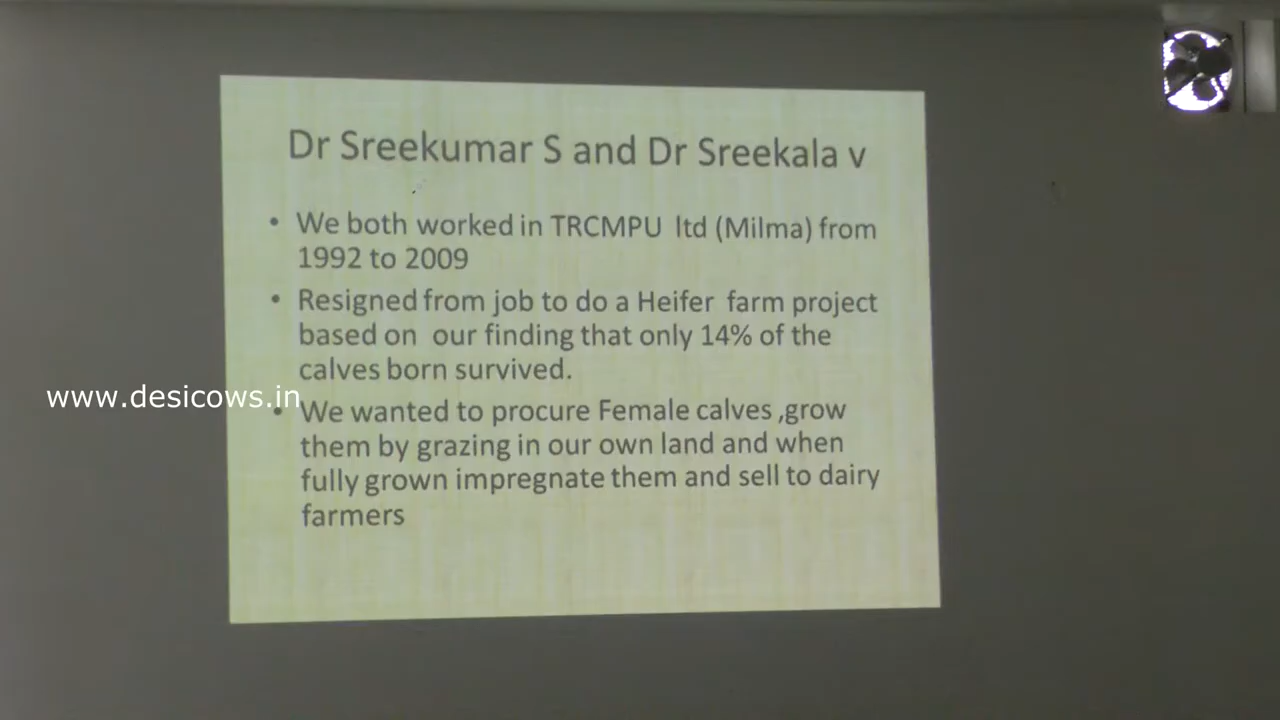 Dr Sreekumar S and Dr Sreekala v
• We both worked in TRCMPU ltd (Milma) from
1992 to 2009
• Resigned from job to do a Heifer farm project
based on our finding that only 14% of the
calves born survived.
www.desicows.in
• We wanted to procure Female calves ,grow
them by grazing in our own land and when
fully grown impregnate them and sell to dairy
farmers